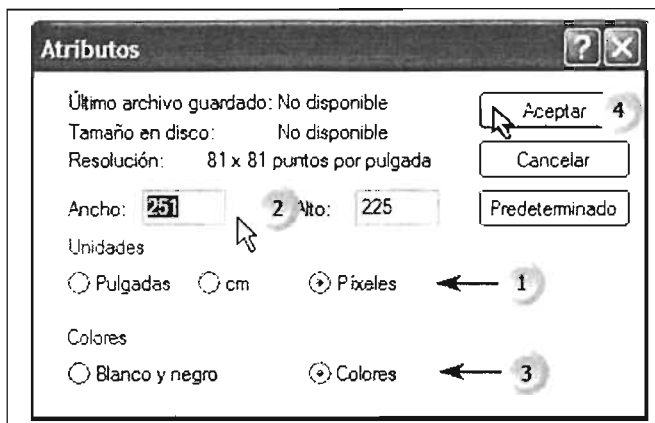 Atributos
Último archivo guardado: No disponible
Tamaño en disco: No disponible
Resolución: 81 x 81 puntos por pulgada
Aceptar 4
Cancelar
Ancho: 251 2 Alto: 225
Predeterminado
Unidades
Pulgadas cm Píxeles 1
Colores
Blanco y negro Colores 3